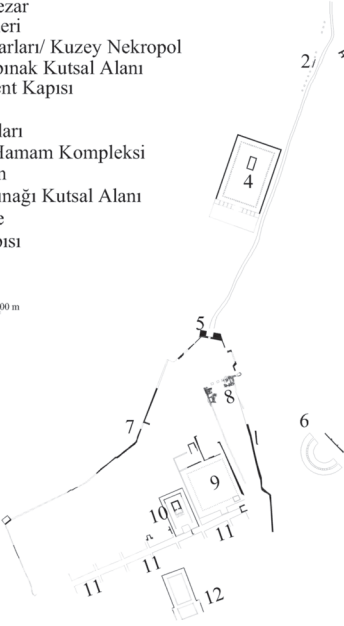 ezar
eri
arları/ Kuzey Nekropol
pınak Kutsal Alanı
ent Kapısı
ları
Hamam Kompleksi
n
nağı Kutsal Alanı
e
pısı
00 m
2
4
5
8
7
6
9
10
11
11
11
12